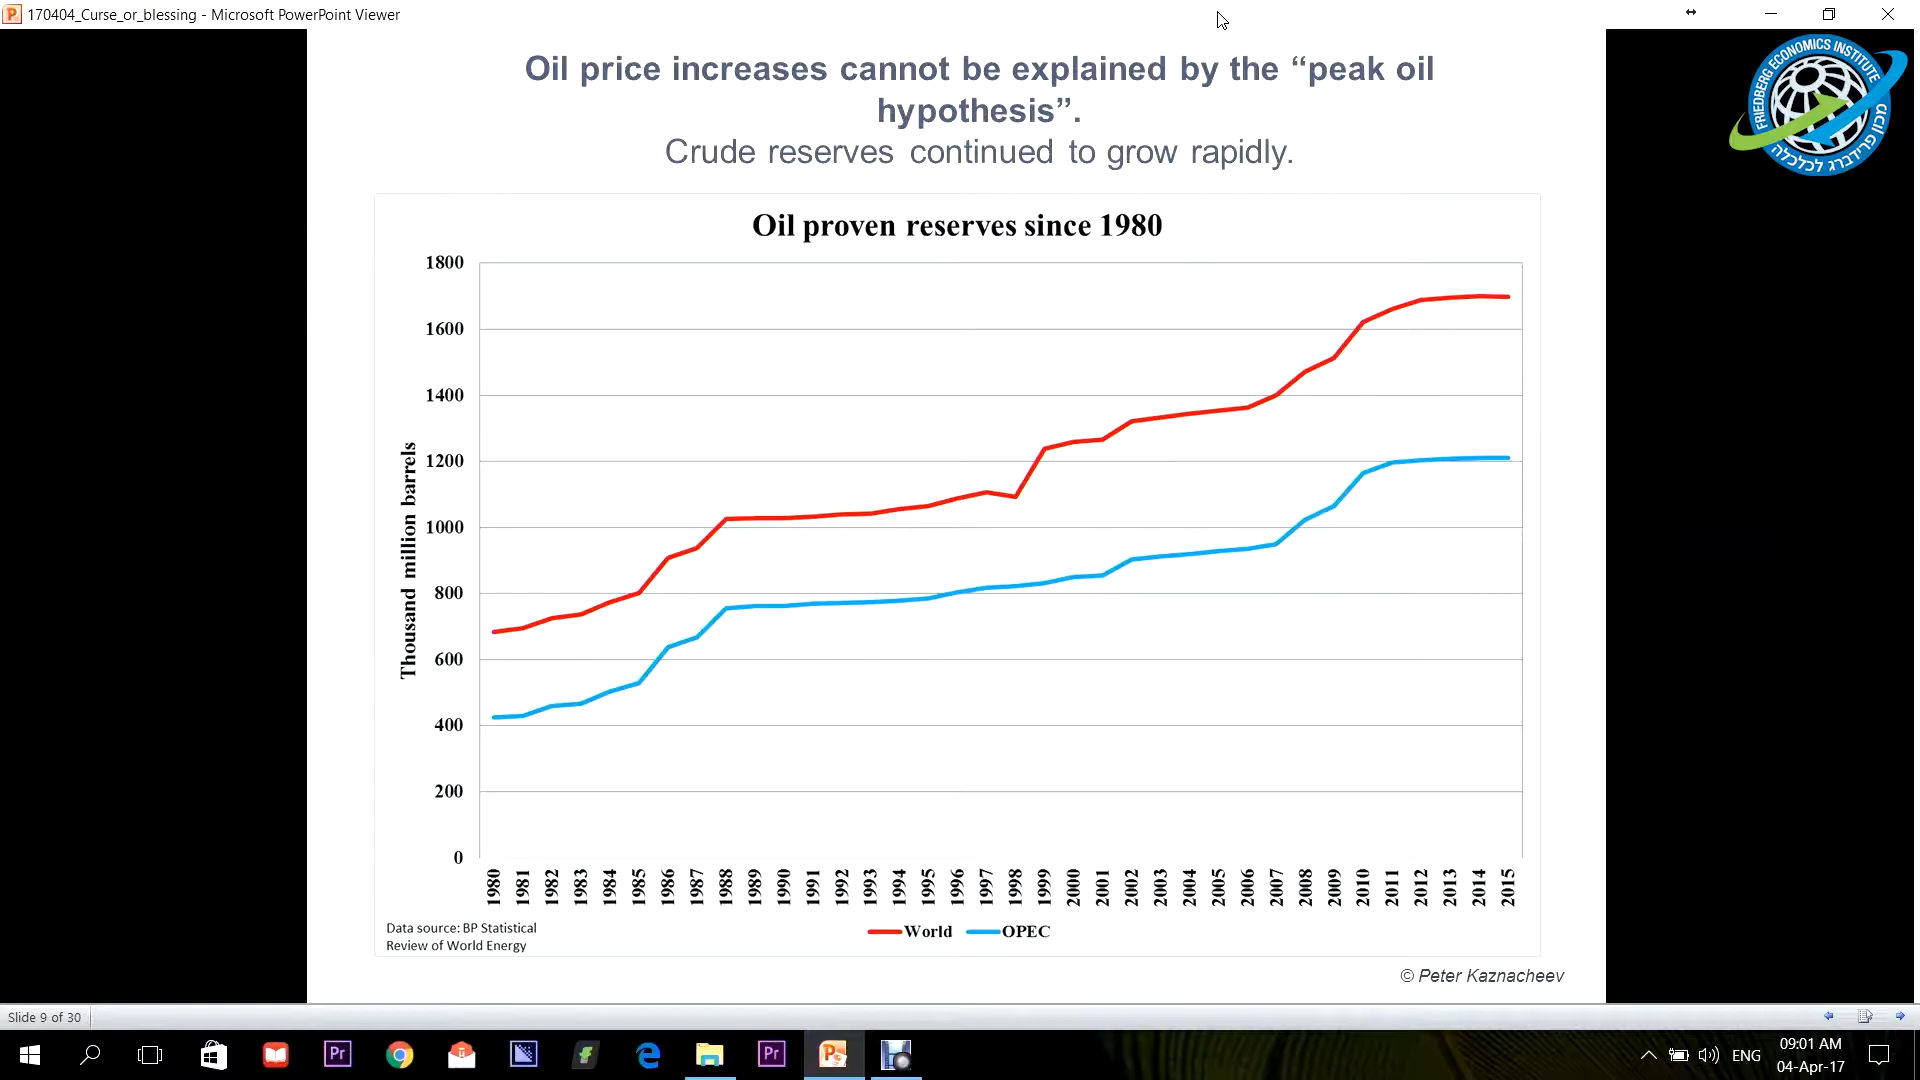 170404_Curse_or_blessing - Microsoft PowerPoint Viewer
Oil price increases cannot be explained by the “peak oil
hypothesis”.
Crude reserves continued to grow rapidly.
FRIEDBERG ECONOMICS INSTITUTE
מכון פרידברג לכלכלה
Oil proven reserves since 1980
Thousand million barrels
1800
1600
1400
1200
1000
800
600
400
200
0
1980 1981 1982 1983 1984 1985 1986 1987 1988 1989 1990 1991 1992 1993 1994 1995 1996 1997 1998 1999 2000 2001 2002 2003 2004 2005 2006 2007 2008 2009 2010 2011 2012 2013 2014 2015
World OPEC
Data source: BP Statistical
Review of World Energy
© Peter Kaznacheev
Slide 9 of 30
Pr
Pr
ENG
09:01 AM
04-Apr-17